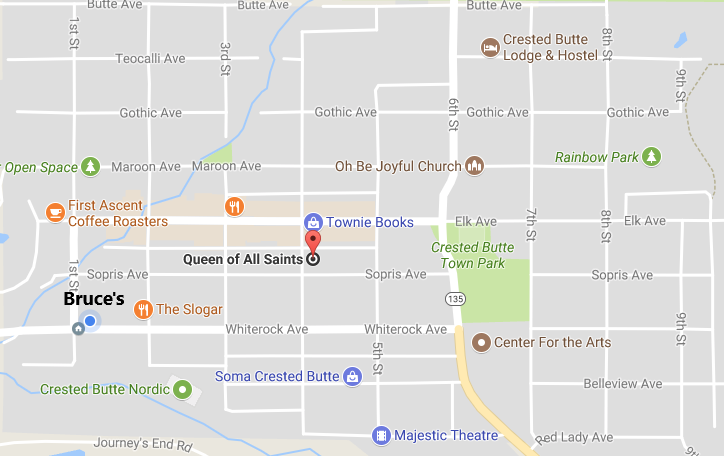 Butte Ave
Butte Ave
Butte Ave
1st St
3rd St
8th St
Crested Butte
Lodge & Hostel
Teocalli Ave
9th St
Gothic Ave
Gothic Ave
6th St
Gothic Ave
Gothic Ave
Open Space
Maroon Ave
Maroon Ave
Oh Be Joyful Church
Rainbow Park
First Ascent
Coffee Roasters
Townie Books
Elk Ave
7th St
8th St
Elk Ave
Crested Butte
Town Park
Queen of All Saints
1st St
Sopris Ave
Sopris Ave
Sopris Ave
Bruce's
The Slogar
135
9th St
Whiterock Ave
Whiterock Ave
5th St
Center For the Arts
Soma Crested Butte
Crested Butte Nordic
Belleview Ave
Majestic Theatre
Red Lady Ave
Journey's End Rd
9th